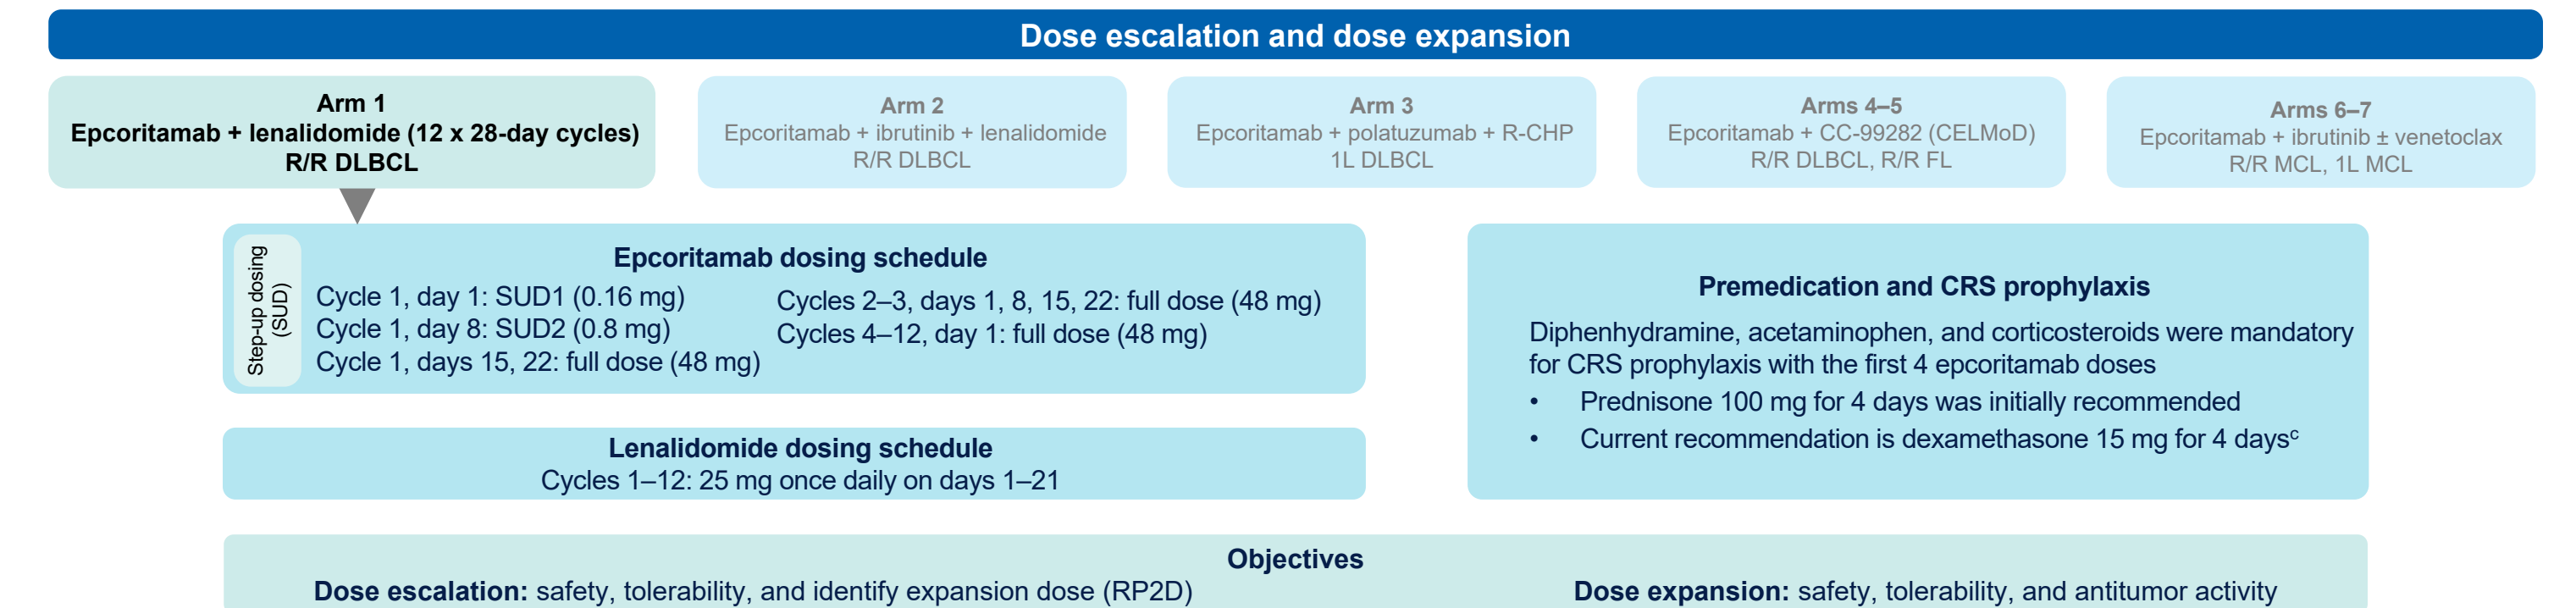 Dose escalation and dose expansion
Arm 1
Epcoritamab + lenalidomide (12 x 28-day cycles)
R/R DLBCL
Arm 2
Epcoritamab + ibrutinib + lenalidomide
R/R DLBCL
Arm 3
Epcoritamab + polatuzumab + R-CHP
1L DLBCL
Arms 4–5
Epcoritamab + CC-99282 (CELMoD)
R/R DLBCL, R/R FL
Arms 6–7
Epcoritamab + ibrutinib ± venetoclax
R/R MCL, 1L MCL
Step-up dosing
(SUD)
Epcoritamab dosing schedule
Cycle 1, day 1: SUD1 (0.16 mg)
Cycle 1, day 8: SUD2 (0.8 mg)
Cycle 1, days 15, 22: full dose (48 mg)
Cycles 2–3, days 1, 8, 15, 22: full dose (48 mg)
Cycles 4–12, day 1: full dose (48 mg)
Premedication and CRS prophylaxis
Diphenhydramine, acetaminophen, and corticosteroids were mandatory
for CRS prophylaxis with the first 4 epcoritamab doses
• Prednisone 100 mg for 4 days was initially recommended
• Current recommendation is dexamethasone 15 mg for 4 daysᶜ
Lenalidomide dosing schedule
Cycles 1–12: 25 mg once daily on days 1–21
Objectives
Dose escalation: safety, tolerability, and identify expansion dose (RP2D)
Dose expansion: safety, tolerability, and antitumor activity